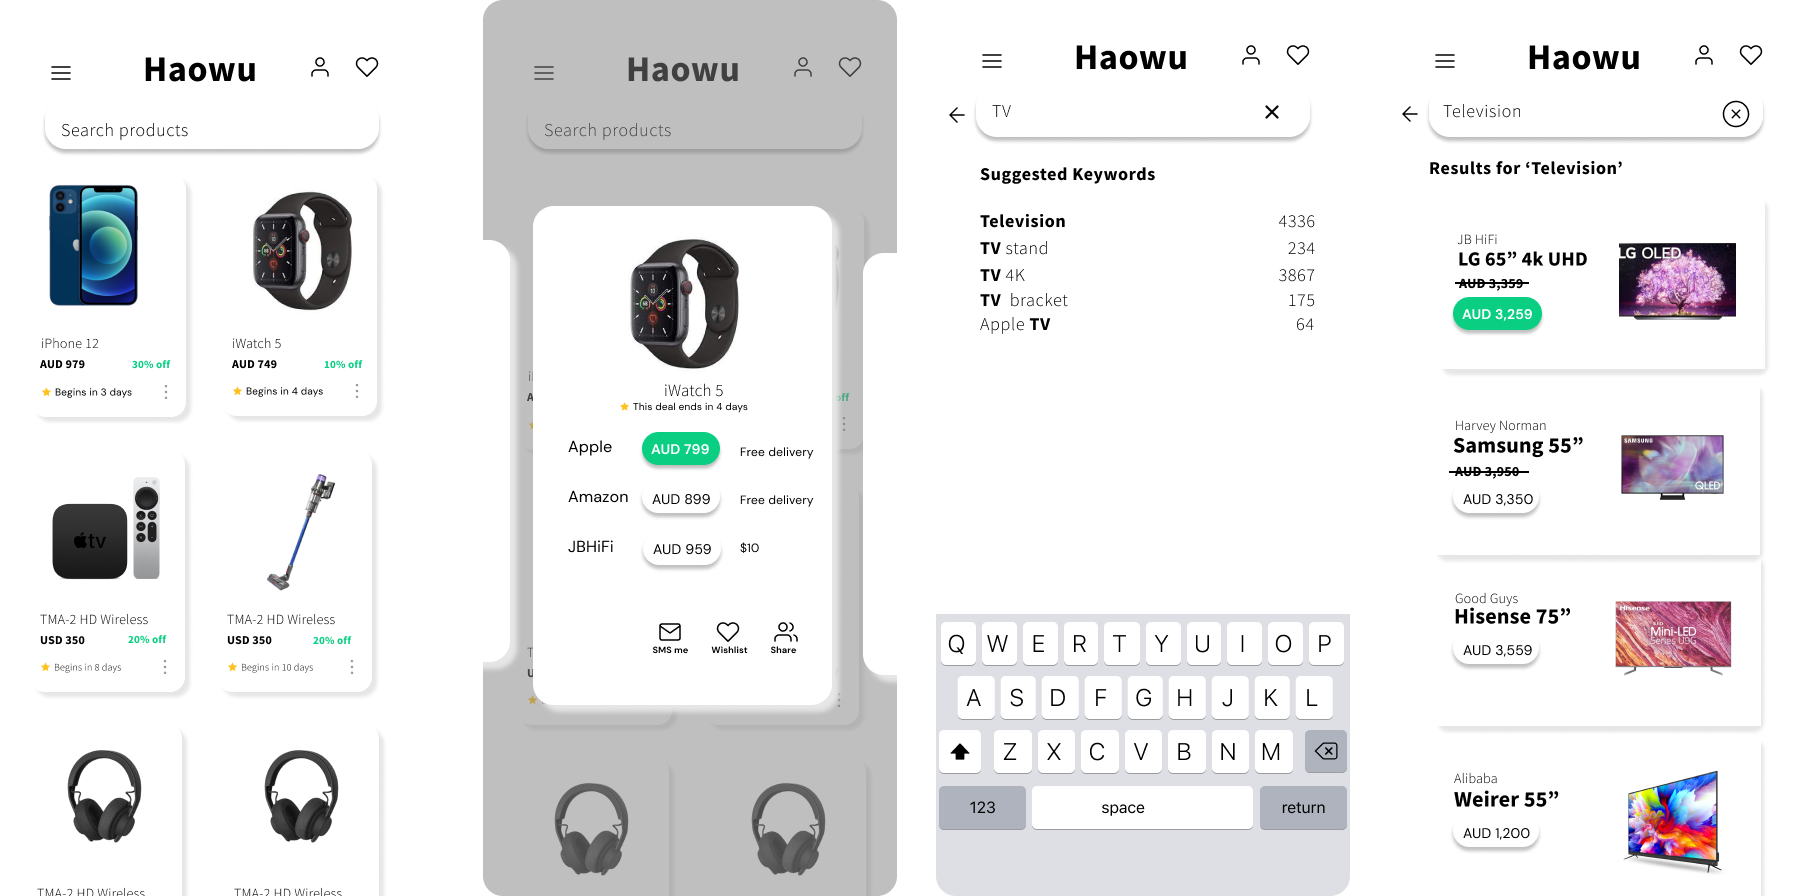 Haowu
Search products
iPhone 12
AUD 979
30% off
Begins in 3 days
iWatch 5
AUD 749
10% off
Begins in 4 days
tv
TMA-2 HD Wireless
USD 350
20% off
Begins in 8 days
TMA-2 HD Wireless
USD 350
20% off
Begins in 10 days
TMA-2 HD Wireless
TMA-2 HD Wireless
Haowu
Search products
iWatch 5
This deal ends in 4 days
Apple
AUD 799
Free delivery
Amazon
AUD 899
Free delivery
JBHiFi
AUD 959
$10
SMS me
Wishlist
Share
off
Haowu
TV
Suggested Keywords
Television 4336
TV stand 234
TV 4K 3867
TV bracket 175
Apple TV 64
Q W E R T Y U I O P
A S D F G H J K L
Z X C V B N M
123 space return
Haowu
Television
Results for ‘Television’
JB HiFi
LG 65” 4k UHD
AUD 3,359
AUD 3,259
LG OLED
Harvey Norman
Samsung 55”
AUD 3,950
AUD 3,350
SAMSUNG
QLED
Good Guys
Hisense 75”
AUD 3,559
Hisense
Mini-LED
Series U9G
Alibaba
Weirer 55”
AUD 1,200